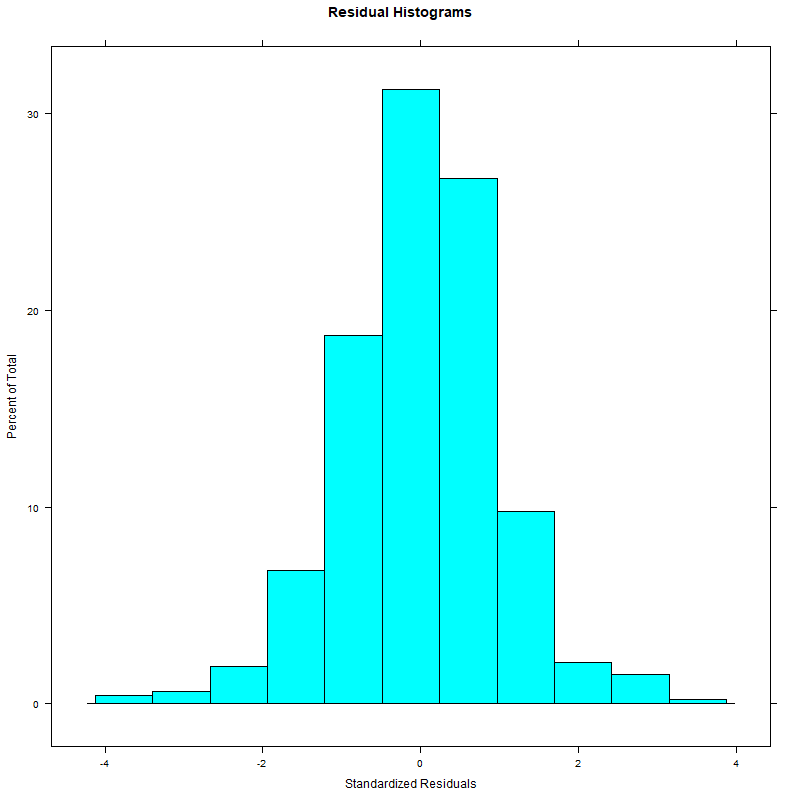 Residual Histograms
30
20
10
0
Percent of Total
-4 -2 0 2 4
Standardized Residuals